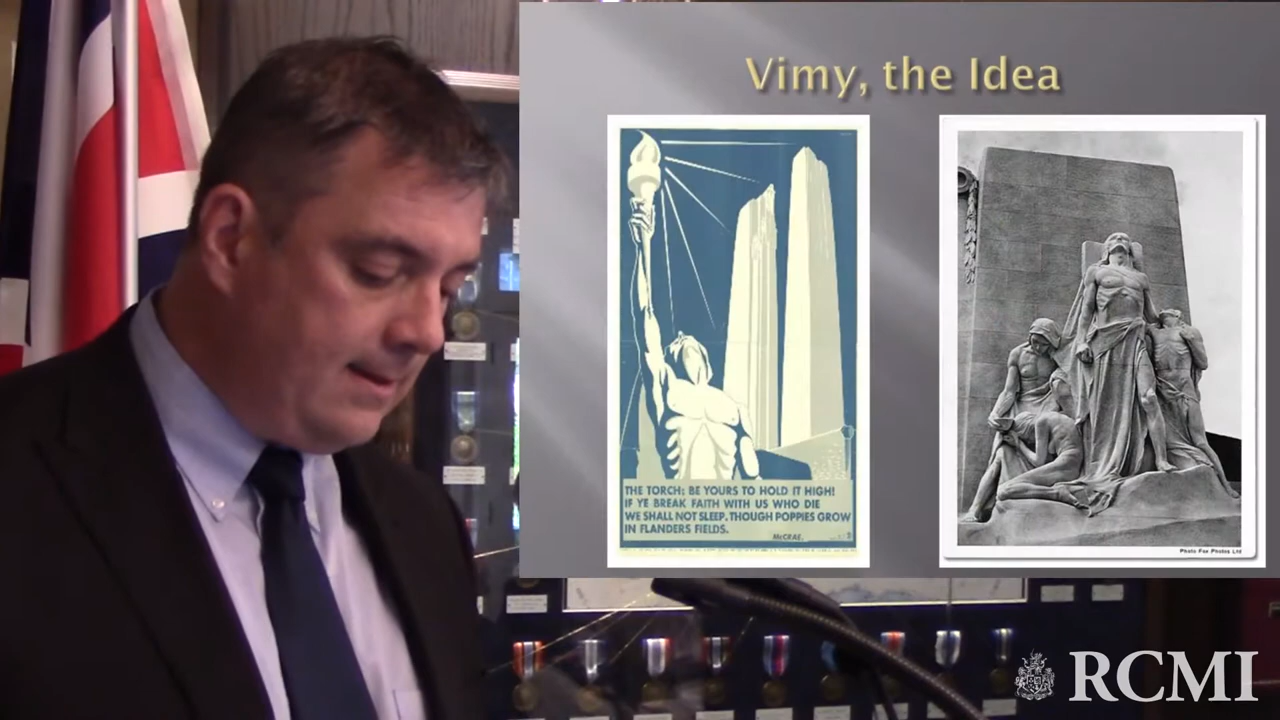 Vimy, the Idea
THE TORCH: BE YOURS TO HOLD IT HIGH!
IF YE BREAK FAITH WITH US WHO DIE
WE SHALL NOT SLEEP, THOUGH POPPIES GROW
IN FLANDERS FIELDS.
McCRAE.
Photo Fox Photos Ltd
RCMI